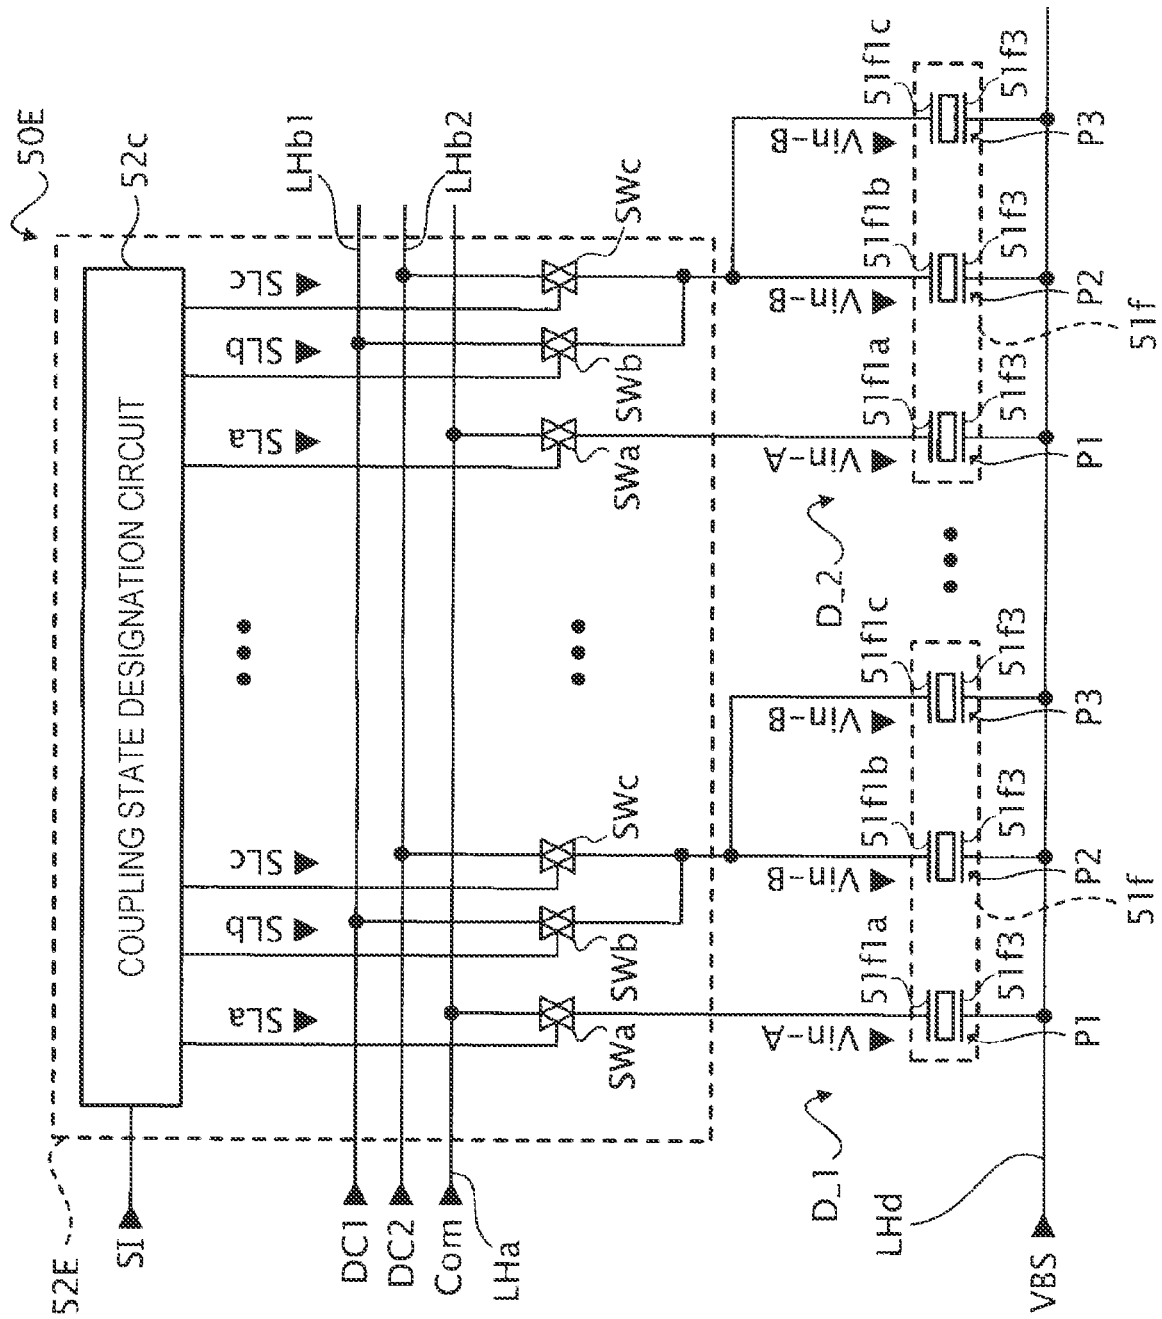 50E
52E
52c
SI
COUPLING STATE DESIGNATION CIRCUIT
SLa
SLb
SLc
SLa
SLb
SLc
LHb1
LHb2
DC1
DC2
Com
LHa
SWa
SWb
SWc
SWa
SWb
SWc
D_1
D_2
Vin-A
Vin-B
Vin-B
Vin-A
Vin-B
Vin-B
51f1a
51f1b
51f1c
51f1a
51f1b
51f1c
51f3
51f3
51f3
51f3
51f3
51f3
LHd
VBS
P1
P2
P3
P1
P2
P3
51f
51f